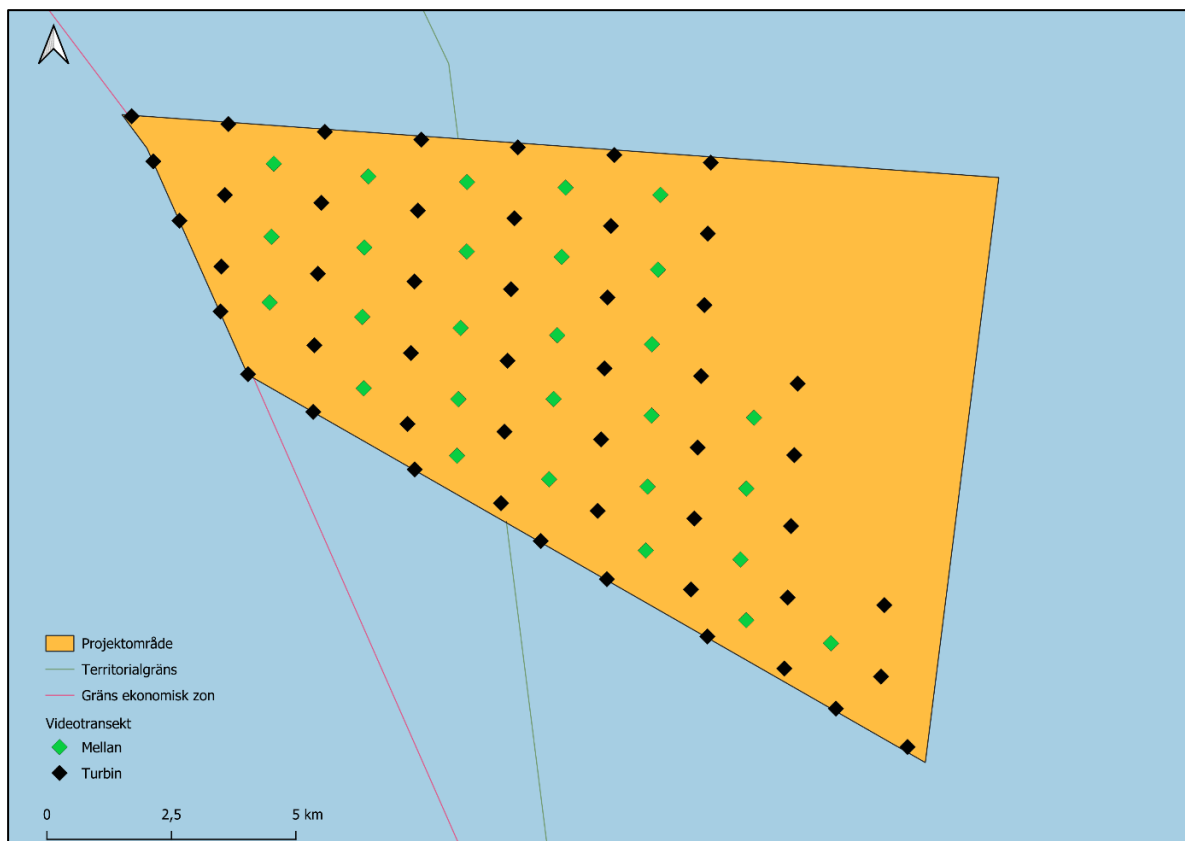 Projektområde
Territorialgräns
Gräns ekonomisk zon
Videotransekt
Mellan
Turbin
0 2,5 5 km